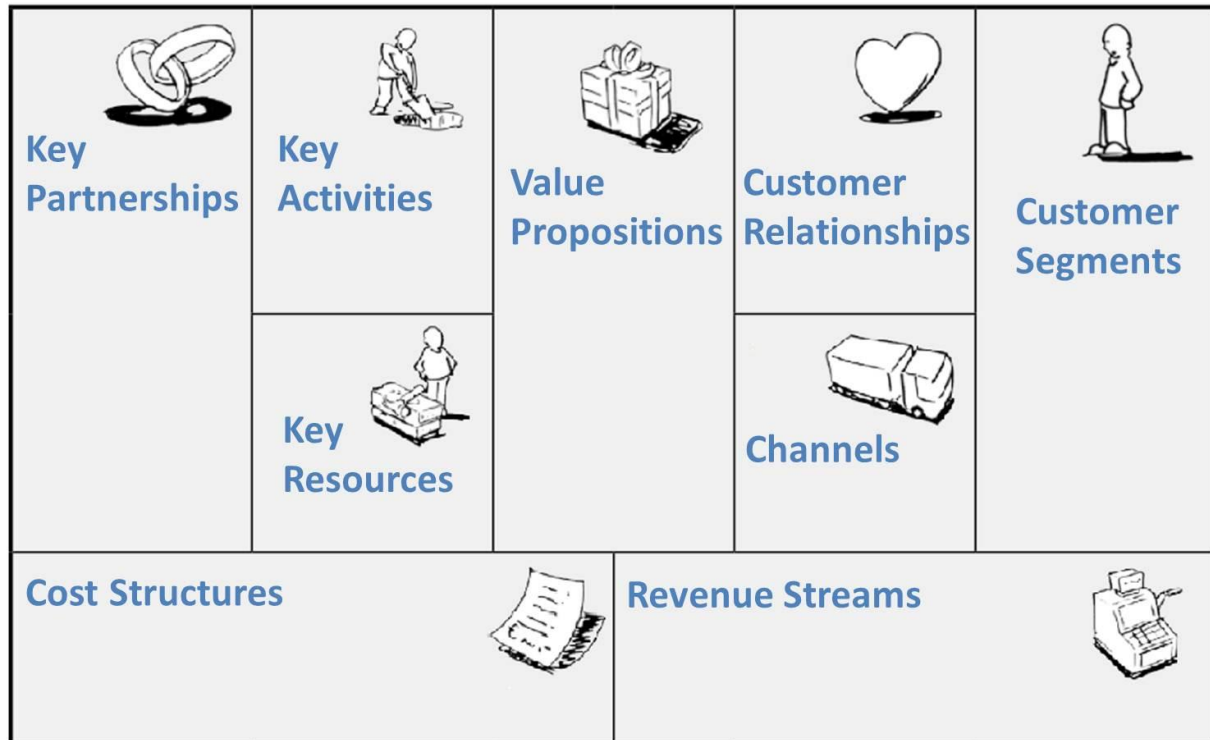 Key
Partnerships
Key
Activities
Key
Resources
Value
Propositions
Customer
Relationships
Channels
Customer
Segments
Cost Structures
Revenue Streams